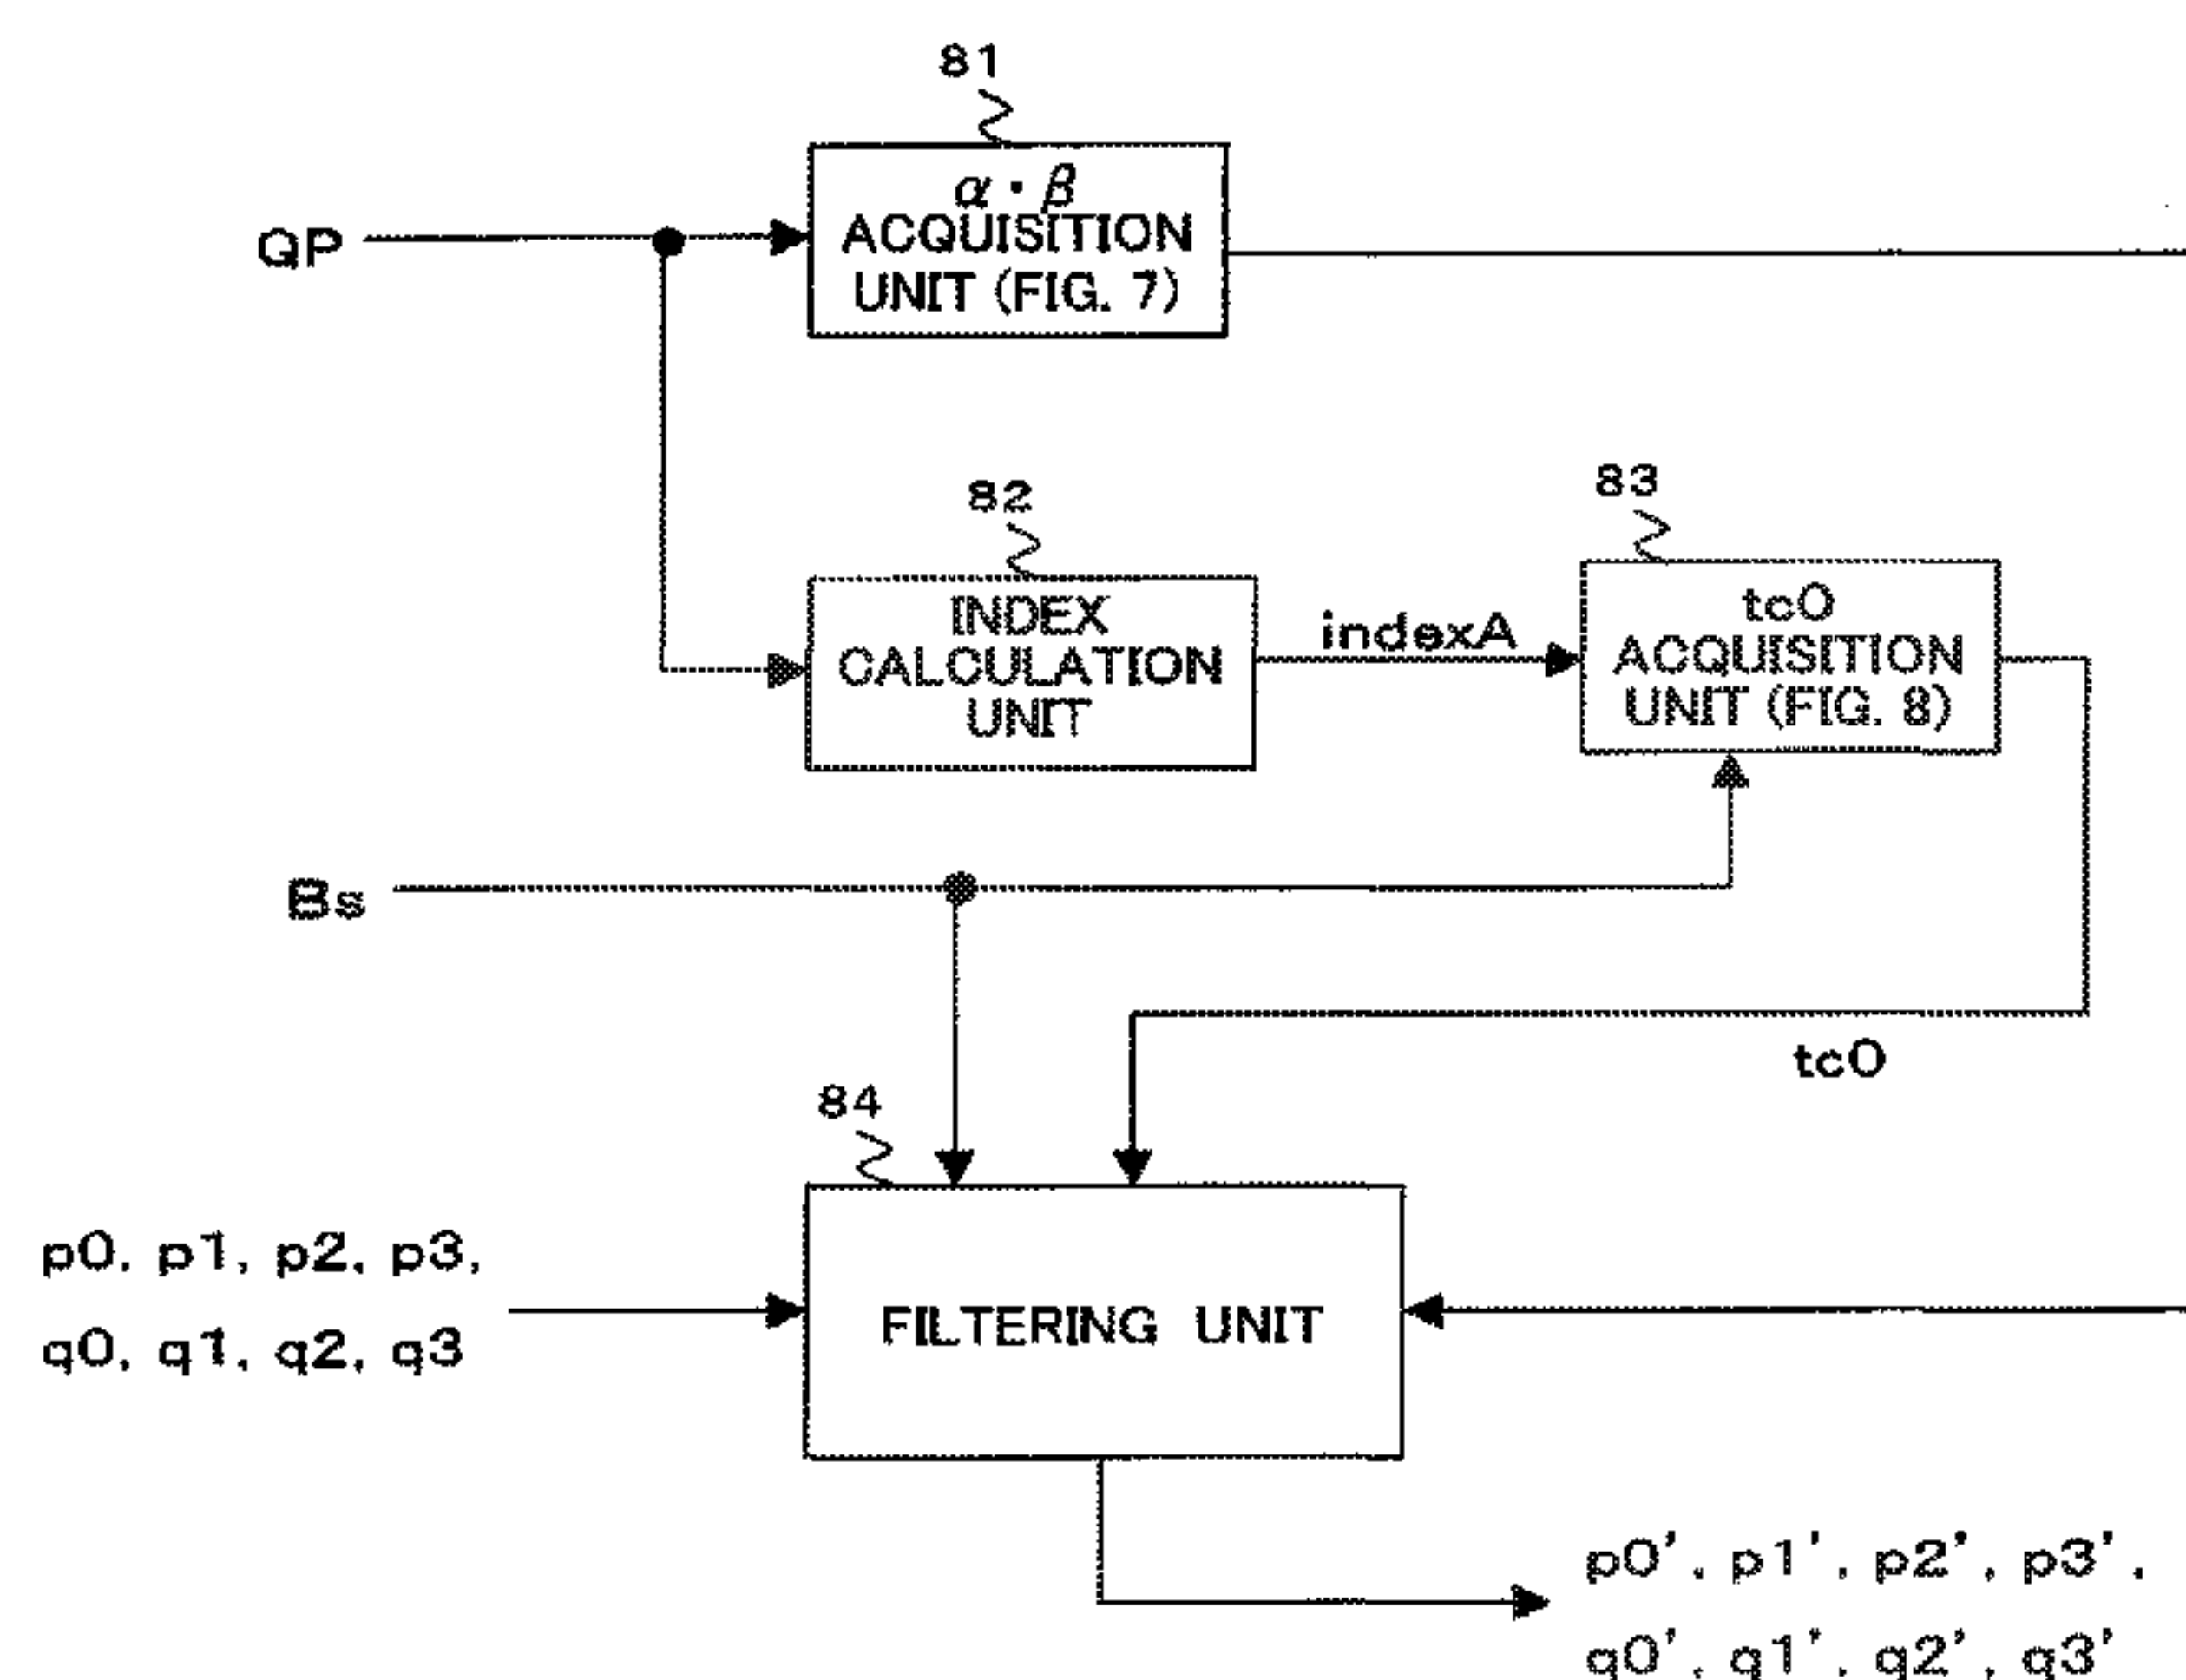 81
α・β
ACQUISITION
UNIT (FIG. 7)
QP
82
83
INDEX
CALCULATION
UNIT
indexA
tc0
ACQUISITION
UNIT (FIG. 8)
Bs
tc0
84
p0, p1, p2, p3,
q0, q1, q2, q3
FILTERING UNIT
p0', p1', p2', p3',
q0', q1', q2', q3'